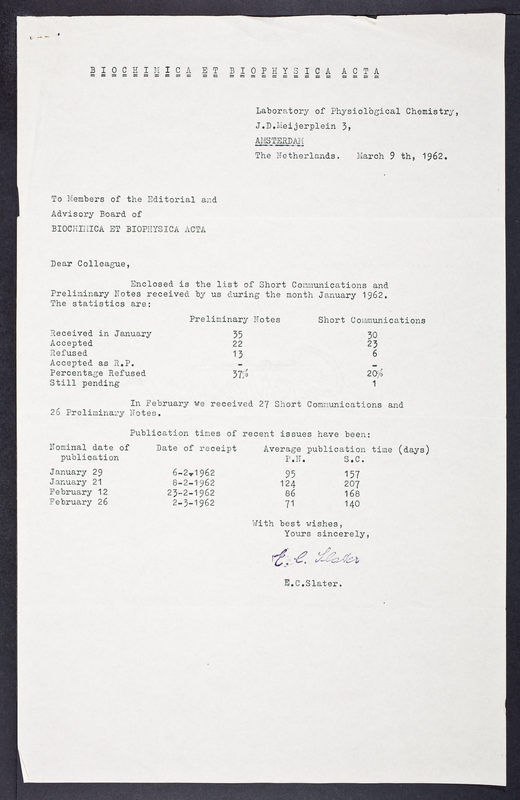 BIOCHIMICA ET BIOPHYSICA ACTA
Laboratory of Physiological Chemistry,
J.D.Meijerplein 3,
AMSTERDAM
The Netherlands. March 9 th, 1962.
To Members of the Editorial and
Advisory Board of
BIOCHIMICA ET BIOPHYSICA ACTA
Dear Colleague,
Enclosed is the list of Short Communications and
Preliminary Notes received by us during the month January 1962.
The statistics are:
Preliminary Notes Short Communications
Received in January 35 30
Accepted 22 23
Refused 13 6
Accepted as R.P. - -
Percentage Refused 37% 20%
Still pending 1
In February we received 27 Short Communications and
26 Preliminary Notes.
Publication times of recent issues have been:
Nominal date of Date of receipt Average publication time (days)
publication P.N. S.C.
January 29 6-2-1962 95 157
January 21 8-2-1962 124 207
February 12 23-2-1962 86 168
February 26 2-3-1962 71 140
With best wishes,
Yours sincerely,
E. C. Slater
E.C.Slater.